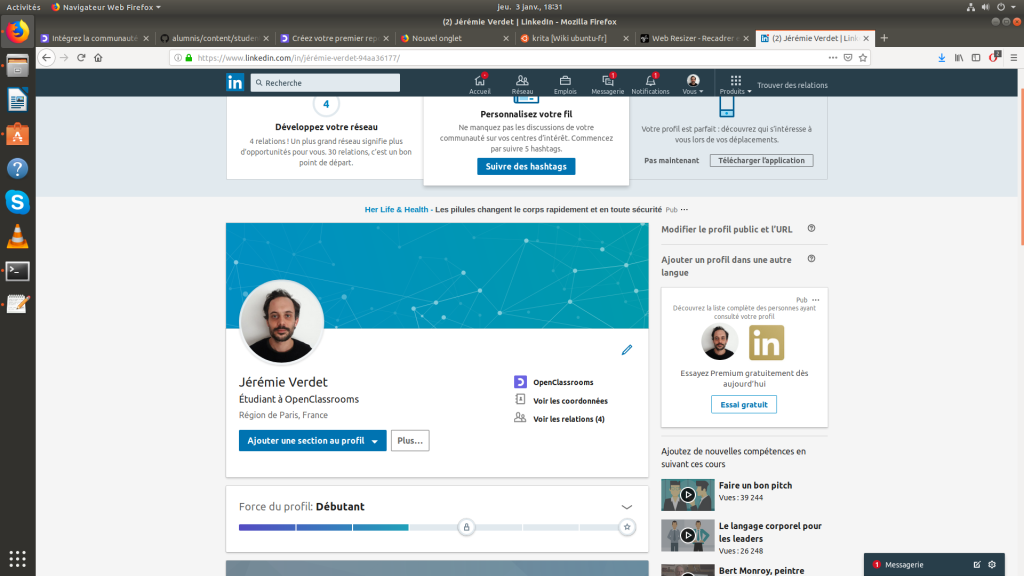 Activités
Navigateur Web Firefox
jeu. 3 janv., 18:31
(2) Jérémie Verdet | LinkedIn - Mozilla Firefox
Intégrez la communauté
alumnis/content/studen
Créez votre premier rep
Nouvel onglet
krita [Wiki ubuntu-fr]
Web Resizer - Recadrer
(2) Jérémie Verdet | Lin
https://www.linkedin.com/in/jérémie-verdet-94aa36177/
in
Recherche
Accueil
Réseau
Emplois
1
Messagerie
1
Notifications
Vous
Produits
Trouver des relations
4
Développez votre réseau
4 relations ! Un plus grand réseau signifie plus
d'opportunités pour vous. 30 relations, c'est un bon
point de départ.
Personnalisez votre fil
Ne manquez pas les discussions de votre
communauté sur vos centres d'intérêt. Commencez
par suivre 5 hashtags.
Suivre des hashtags
Votre profil est parfait : découvrez qui s'intéresse à
vous lors de vos déplacements.
Pas maintenant
Télécharger l'application
Her Life & Health - Les pilules changent le corps rapidement et en toute sécurité Pub ···
Jérémie Verdet
Étudiant à OpenClassrooms
Région de Paris, France
OpenClassrooms
Voir les coordonnées
Voir les relations (4)
Ajouter une section au profil
Plus...
Force du profil: Débutant
Modifier le profil public et l'URL
Ajouter un profil dans une autre
langue
Pub ···
Découvrez la liste complète des personnes ayant
consulté votre profil
in
Essayez Premium gratuitement dès
aujourd'hui
Essai gratuit
Ajoutez de nouvelles compétences en
suivant ces cours
Faire un bon pitch
Vues : 39 244
Le langage corporel pour
les leaders
Vues : 26 248
Bert Monroy, peintre
1 Messagerie